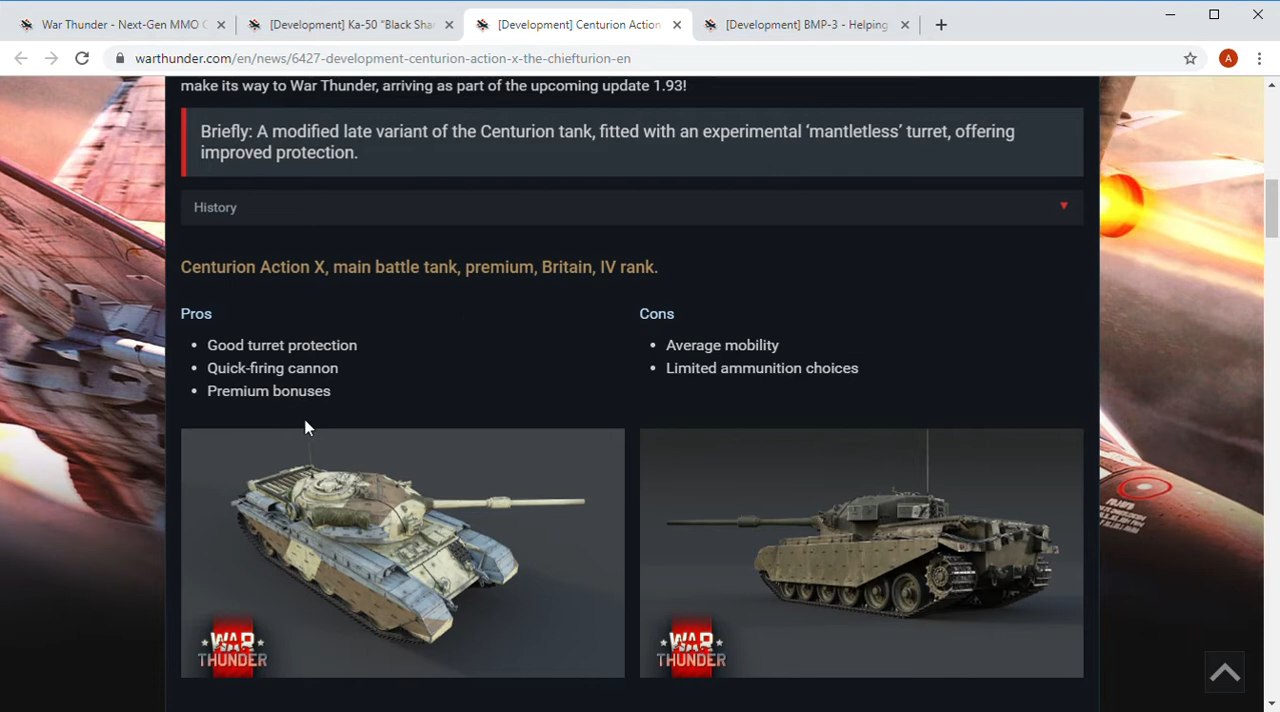 War Thunder - Next-Gen MMO C
[Development] Ka-50 "Black Sha
[Development] Centurion Action
[Development] BMP-3 - Helping
warthunder.com/en/news/6427-development-centurion-action-x-the-chiefturion-en
A
make its way to War Thunder, arriving as part of the upcoming update 1.93!
Briefly: A modified late variant of the Centurion tank, fitted with an experimental ‘mantletless’ turret, offering
improved protection.
History
Centurion Action X, main battle tank, premium, Britain, IV rank.
Pros
• Good turret protection
• Quick-firing cannon
• Premium bonuses
Cons
• Average mobility
• Limited ammunition choices
WAR
THUNDER
WAR
THUNDER